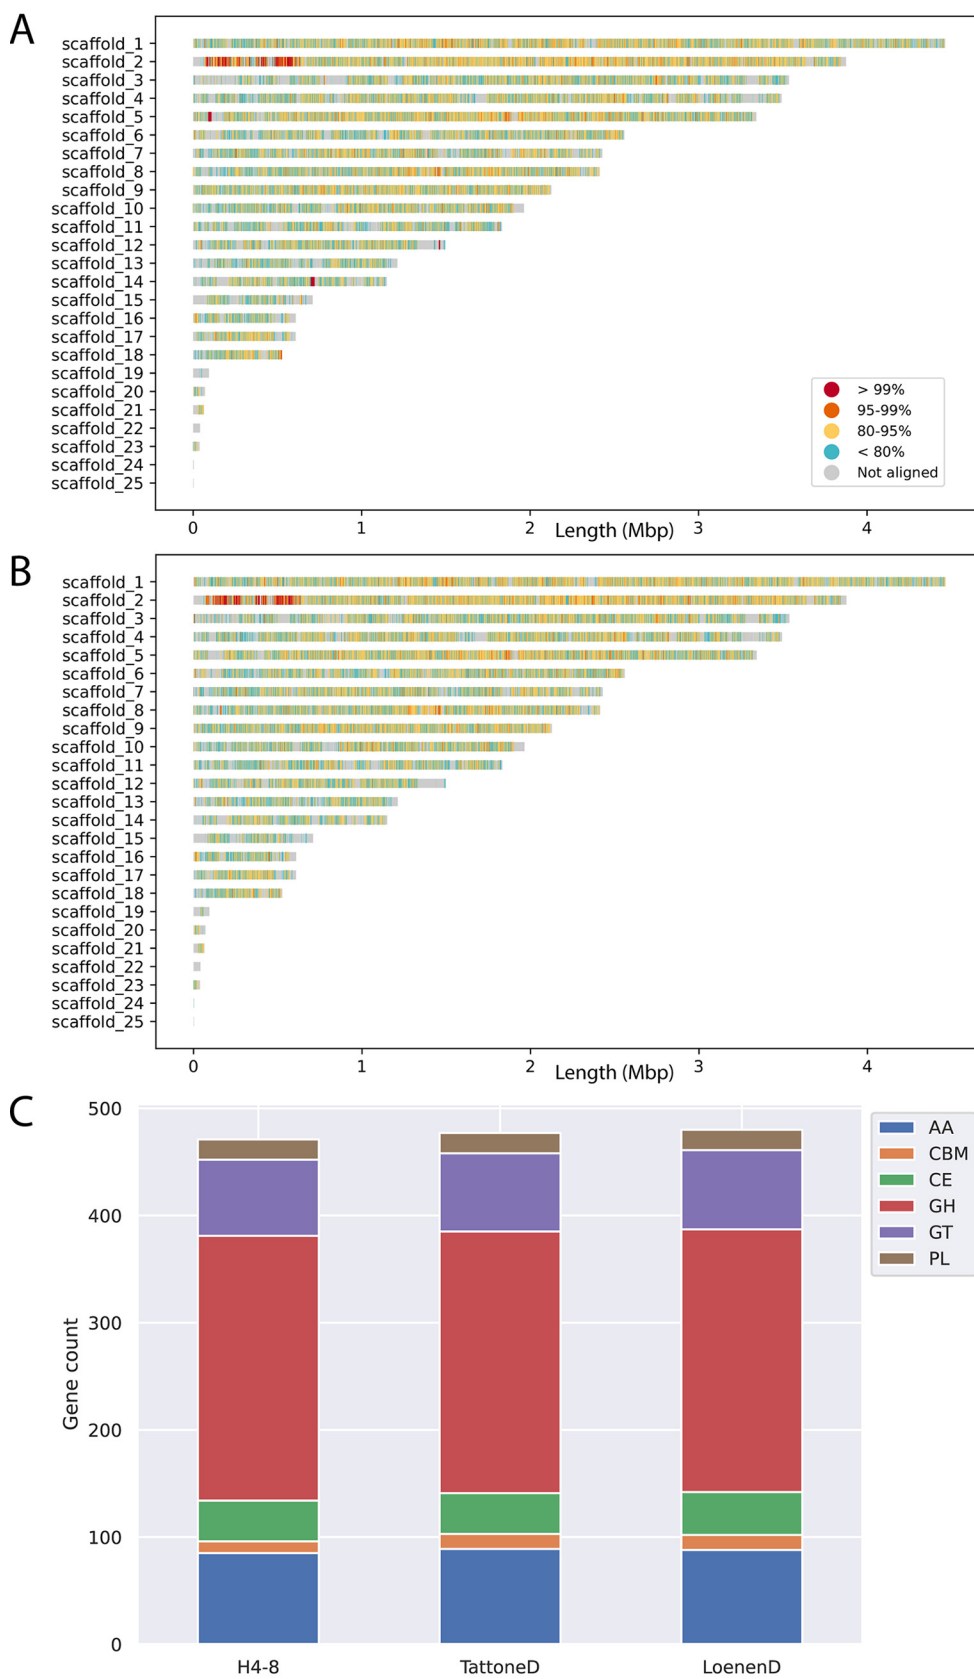 A
scaffold_1
scaffold_2
scaffold_3
scaffold_4
scaffold_5
scaffold_6
scaffold_7
scaffold_8
scaffold_9
scaffold_10
scaffold_11
scaffold_12
scaffold_13
scaffold_14
scaffold_15
scaffold_16
scaffold_17
scaffold_18
scaffold_19
scaffold_20
scaffold_21
scaffold_22
scaffold_23
scaffold_24
scaffold_25
> 99%
95-99%
80-95%
< 80%
Not aligned
0 1 2 3 4
Length (Mbp)
B
scaffold_1
scaffold_2
scaffold_3
scaffold_4
scaffold_5
scaffold_6
scaffold_7
scaffold_8
scaffold_9
scaffold_10
scaffold_11
scaffold_12
scaffold_13
scaffold_14
scaffold_15
scaffold_16
scaffold_17
scaffold_18
scaffold_19
scaffold_20
scaffold_21
scaffold_22
scaffold_23
scaffold_24
scaffold_25
0 1 2 3 4
Length (Mbp)
C
500
400
300
200
100
0
Gene count
AA
CBM
CE
GH
GT
PL
H4-8 TattoneD LoenenD